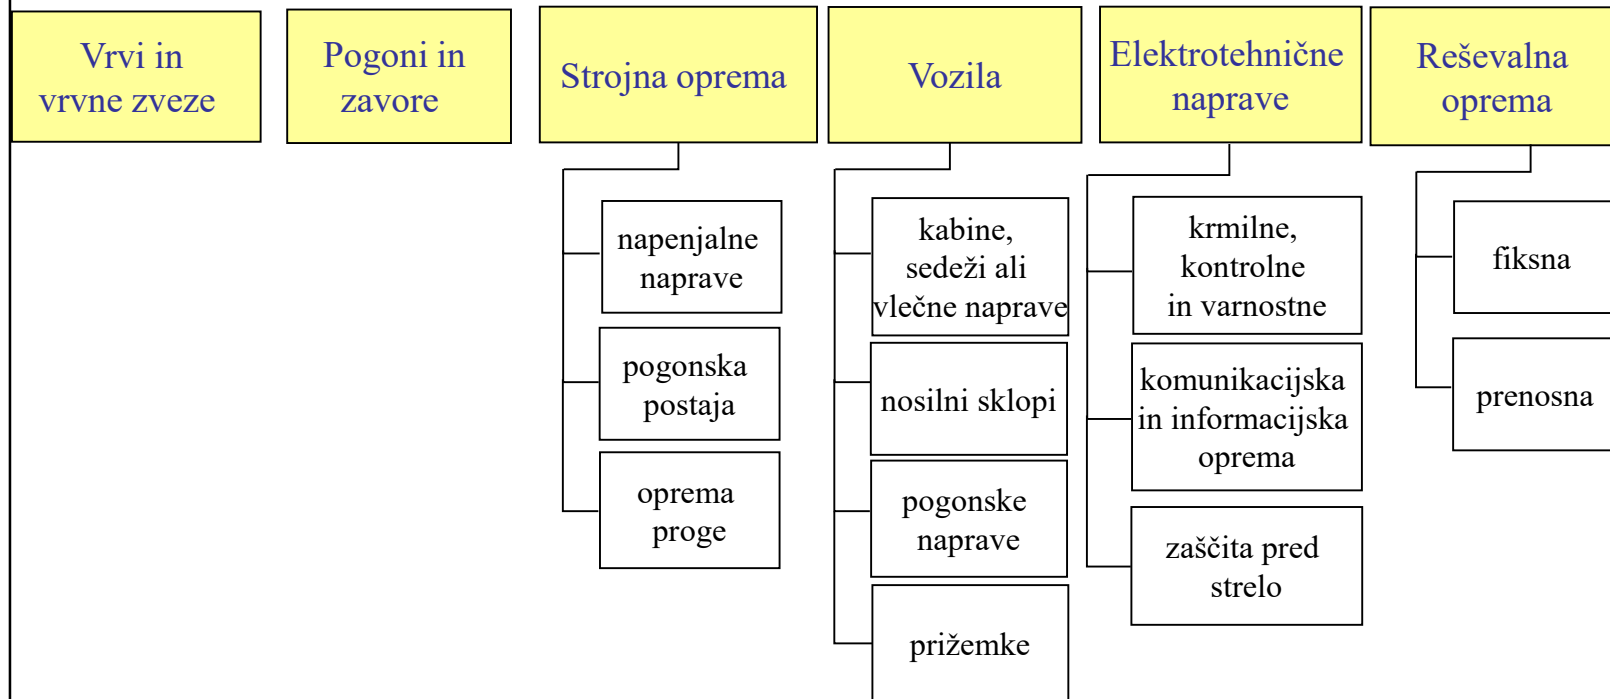 Vrvi in
vrvne zveze
Pogoni in
zavore
Strojna oprema
napenjalne
naprave
pogonska
postaja
oprema
proge
Vozila
kabine,
sedeži ali
vlečne naprave
nosilni sklopi
pogonske
naprave
prižemke
Elektrotehnične
naprave
krmilne,
kontrolne
in varnostne
komunikacijska
in informacijska
oprema
zaščita pred
strelo
Reševalna
oprema
fiksna
prenosna